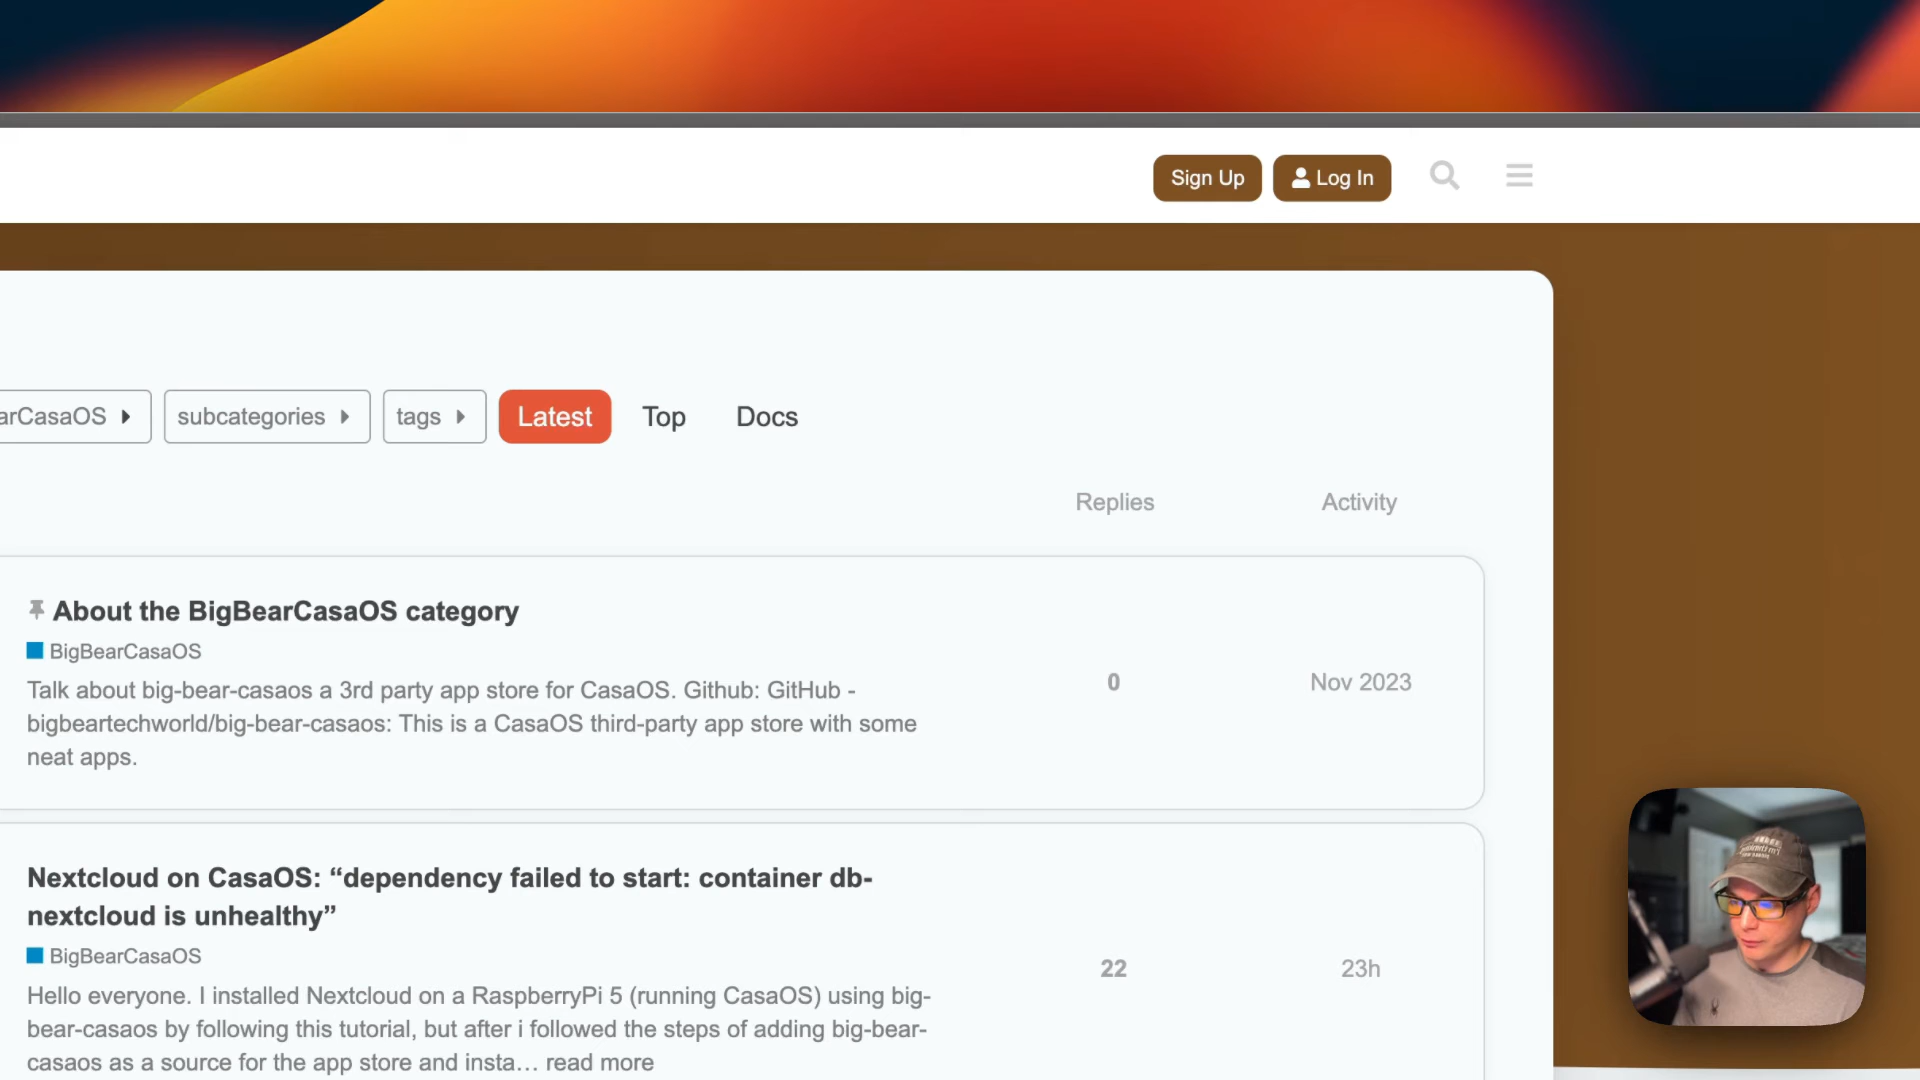 Sign Up
Log In
arCasaOS
subcategories
tags
Latest
Top
Docs
Replies
Activity
About the BigBearCasaOS category
BigBearCasaOS
Talk about big-bear-casaos a 3rd party app store for CasaOS. Github: GitHub -
bigbeartechworld/big-bear-casaos: This is a CasaOS third-party app store with some
neat apps.
0
Nov 2023
Nextcloud on CasaOS: “dependency failed to start: container db-
nextcloud is unhealthy”
BigBearCasaOS
22
23h
Hello everyone. I installed Nextcloud on a RaspberryPi 5 (running CasaOS) using big-
bear-casaos by following this tutorial, but after i followed the steps of adding big-bear-
casaos as a source for the app store and insta… read more